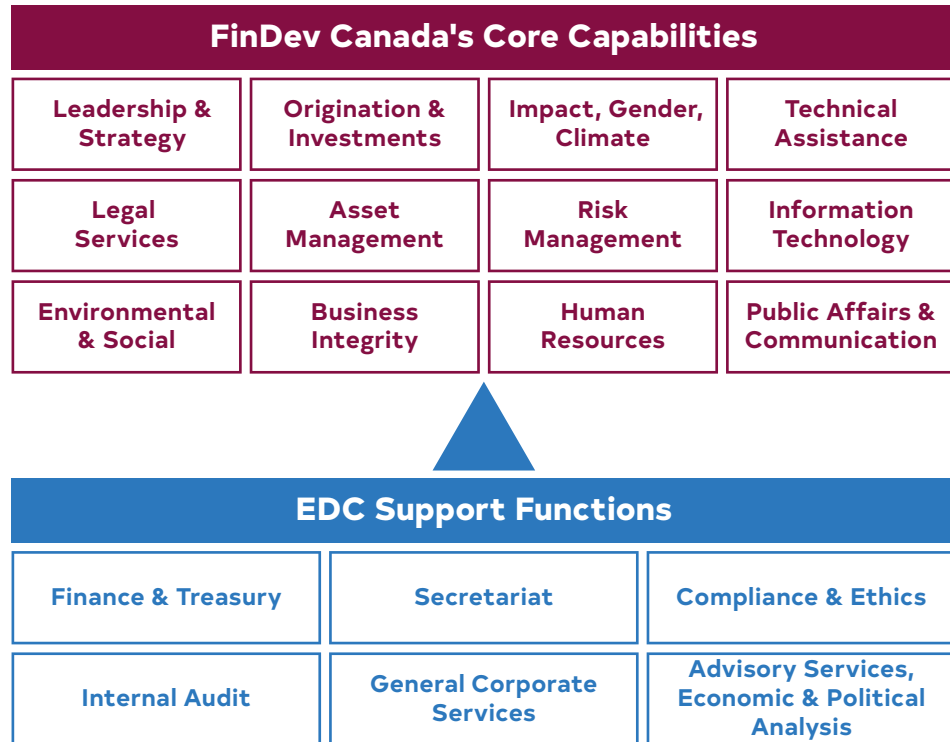 FinDev Canada's Core Capabilities
Leadership &
Strategy
Origination &
Investments
Impact, Gender,
Climate
Technical
Assistance
Legal
Services
Asset
Management
Risk
Management
Information
Technology
Environmental
& Social
Business
Integrity
Human
Resources
Public Affairs &
Communication
EDC Support Functions
Finance & Treasury
Secretariat
Compliance & Ethics
Internal Audit
General Corporate
Services
Advisory Services,
Economic & Political
Analysis